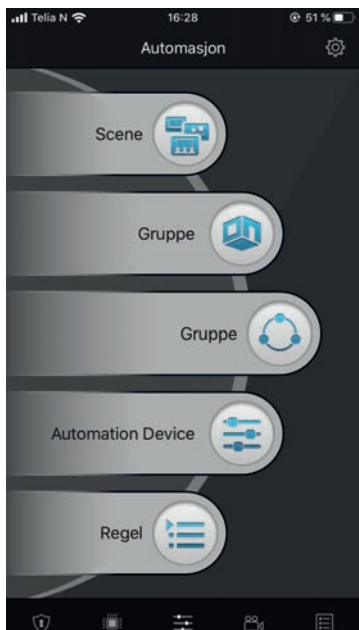 Telia N 16:28 51 %
Automasjon
Scene
Gruppe
Gruppe
Automation Device
Regel